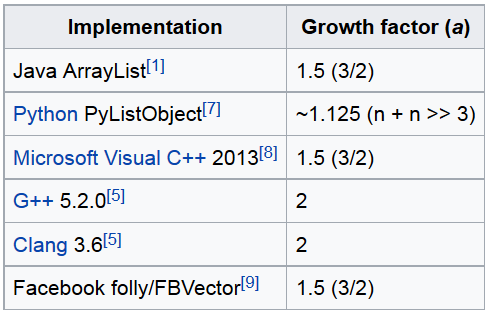 Implementation Growth factor (a)
Java ArrayList[1] 1.5 (3/2)
Python PyListObject[7] ~1.125 (n + n >> 3)
Microsoft Visual C++ 2013[8] 1.5 (3/2)
G++ 5.2.0[5] 2
Clang 3.6[5] 2
Facebook folly/FBVector[9] 1.5 (3/2)